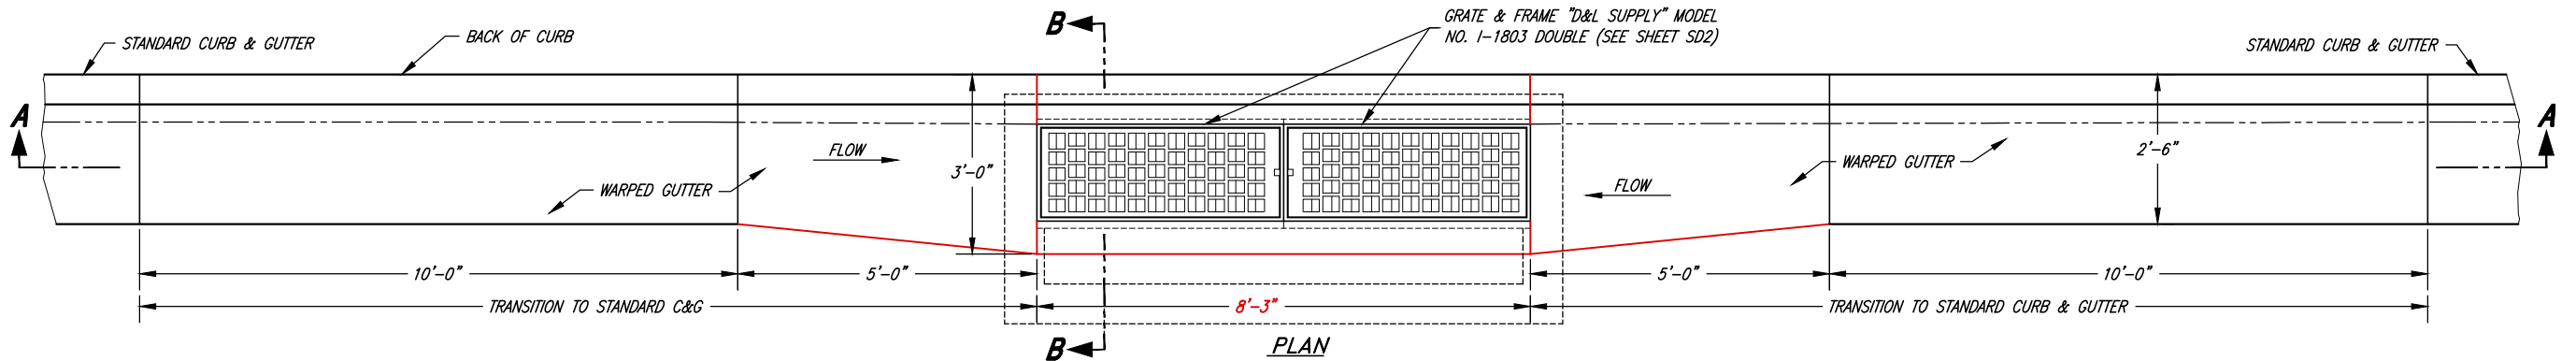 B
GRATE & FRAME "D&L SUPPLY" MODEL
NO. I-1803 DOUBLE (SEE SHEET SD2)
STANDARD CURB & GUTTER
BACK OF CURB
STANDARD CURB & GUTTER
A
A
FLOW
3'-0"
2'-6"
WARPED GUTTER
WARPED GUTTER
FLOW
10'-0"
5'-0"
5'-0"
10'-0"
TRANSITION TO STANDARD C&G
8'-3"
TRANSITION TO STANDARD CURB & GUTTER
B
PLAN